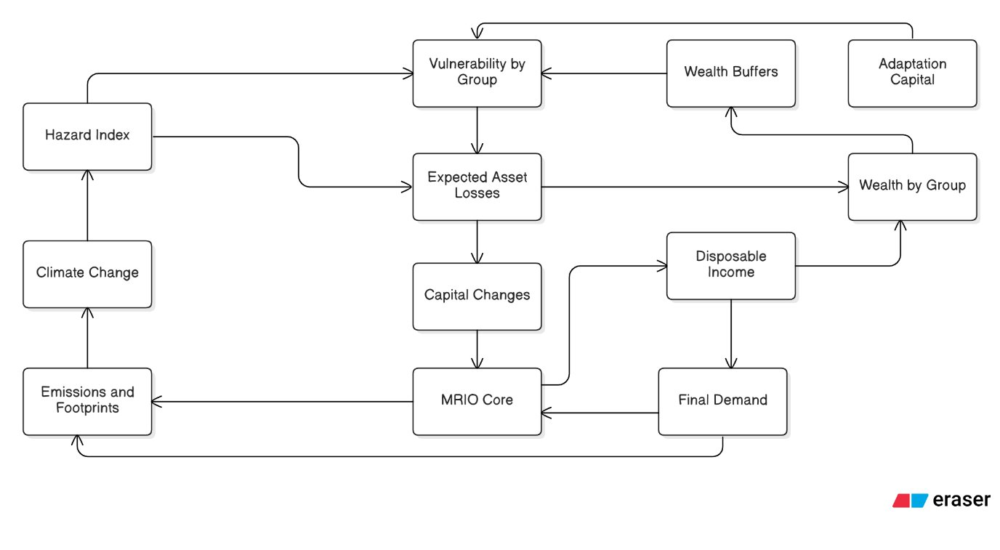 Vulnerability by
Group
Wealth Buffers
Adaptation
Capital
Hazard Index
Expected Asset
Losses
Wealth by Group
Climate Change
Capital Changes
Disposable
Income
Emissions and
Footprints
MRIO Core
Final Demand
eraser